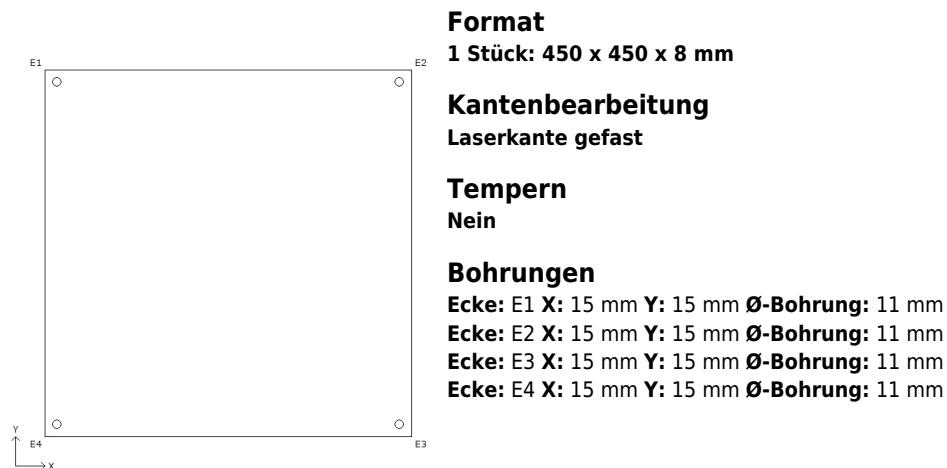 Format
1 Stück: 450 x 450 x 8 mm
Kantenbearbeitung
Laserkante gefast
Tempern
Nein
Bohrungen
Ecke: E1 X: 15 mm Y: 15 mm Ø-Bohrung: 11 mm
Ecke: E2 X: 15 mm Y: 15 mm Ø-Bohrung: 11 mm
Ecke: E3 X: 15 mm Y: 15 mm Ø-Bohrung: 11 mm
Ecke: E4 X: 15 mm Y: 15 mm Ø-Bohrung: 11 mm
E1
E2
E4
E3
Y
X